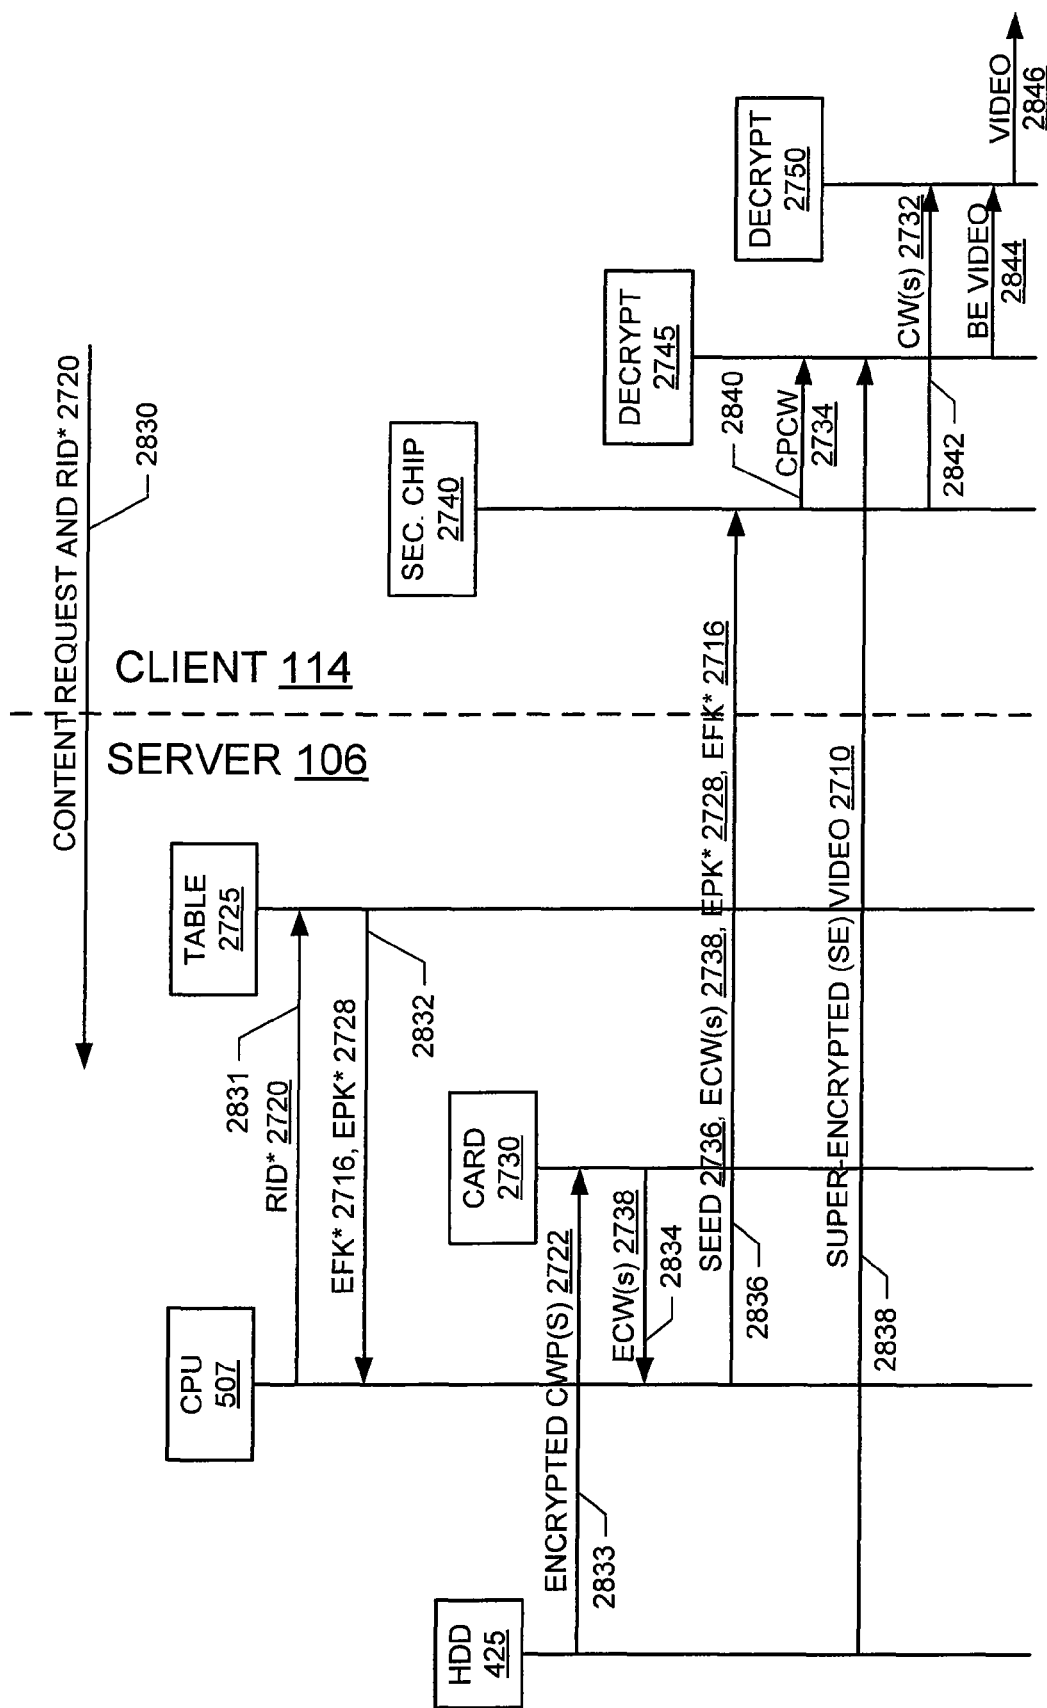 CONTENT REQUEST AND RID* 2720
2830
CLIENT 114
SERVER 106
HDD
425
CPU
507
CARD
2730
TABLE
2725
SEC. CHIP
2740
DECRYPT
2745
DECRYPT
2750
RID* 2720
2831
EFK* 2716, EPK* 2728
2832
ENCRYPTED CWP(S) 2722
2833
ECW(s) 2738
2834
SEED 2736, ECW(s) 2738, EPK* 2728, EFK* 2716
2836
CPCW
2734
2840
SUPER-ENCRYPTED (SE) VIDEO 2710
2838
CW(s) 2732
2842
BE VIDEO
2844
VIDEO
2846